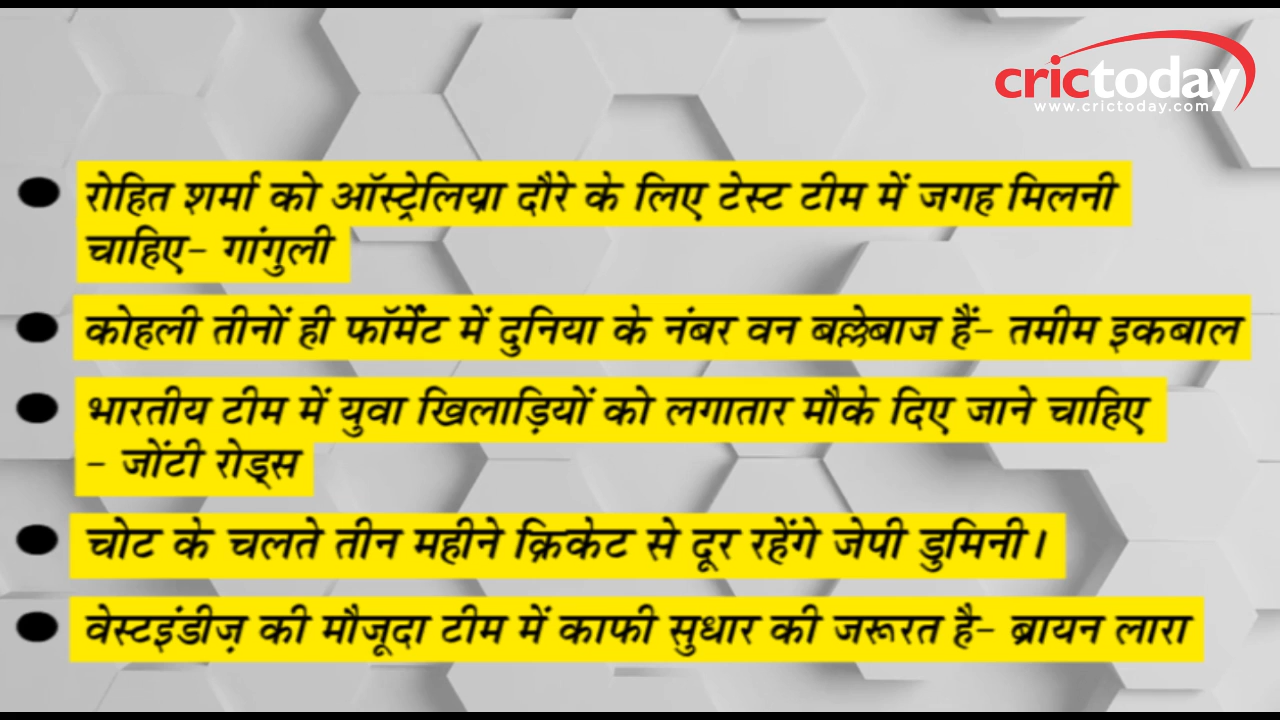 crictoday
www.crictoday.com
रोहित शर्मा को ऑस्ट्रेलिया दौरे के लिए टेस्ट टीम में जगह मिलनी
चाहिए- गांगुली
कोहली तीनों ही फॉर्मेंट में दुनिया के नंबर वन बल्लेबाज हैं- तमीम इकबाल
भारतीय टीम में युवा खिलाड़ियों को लगातार मौके दिए जाने चाहिए
- जोंटी रोड्स
चोट के चलते तीन महीने क्रिकेट से दूर रहेंगे जेपी डुमिनी।
वेस्टइंडीज़ की मौजूदा टीम में काफी सुधार की जरूरत है- ब्रायन लारा